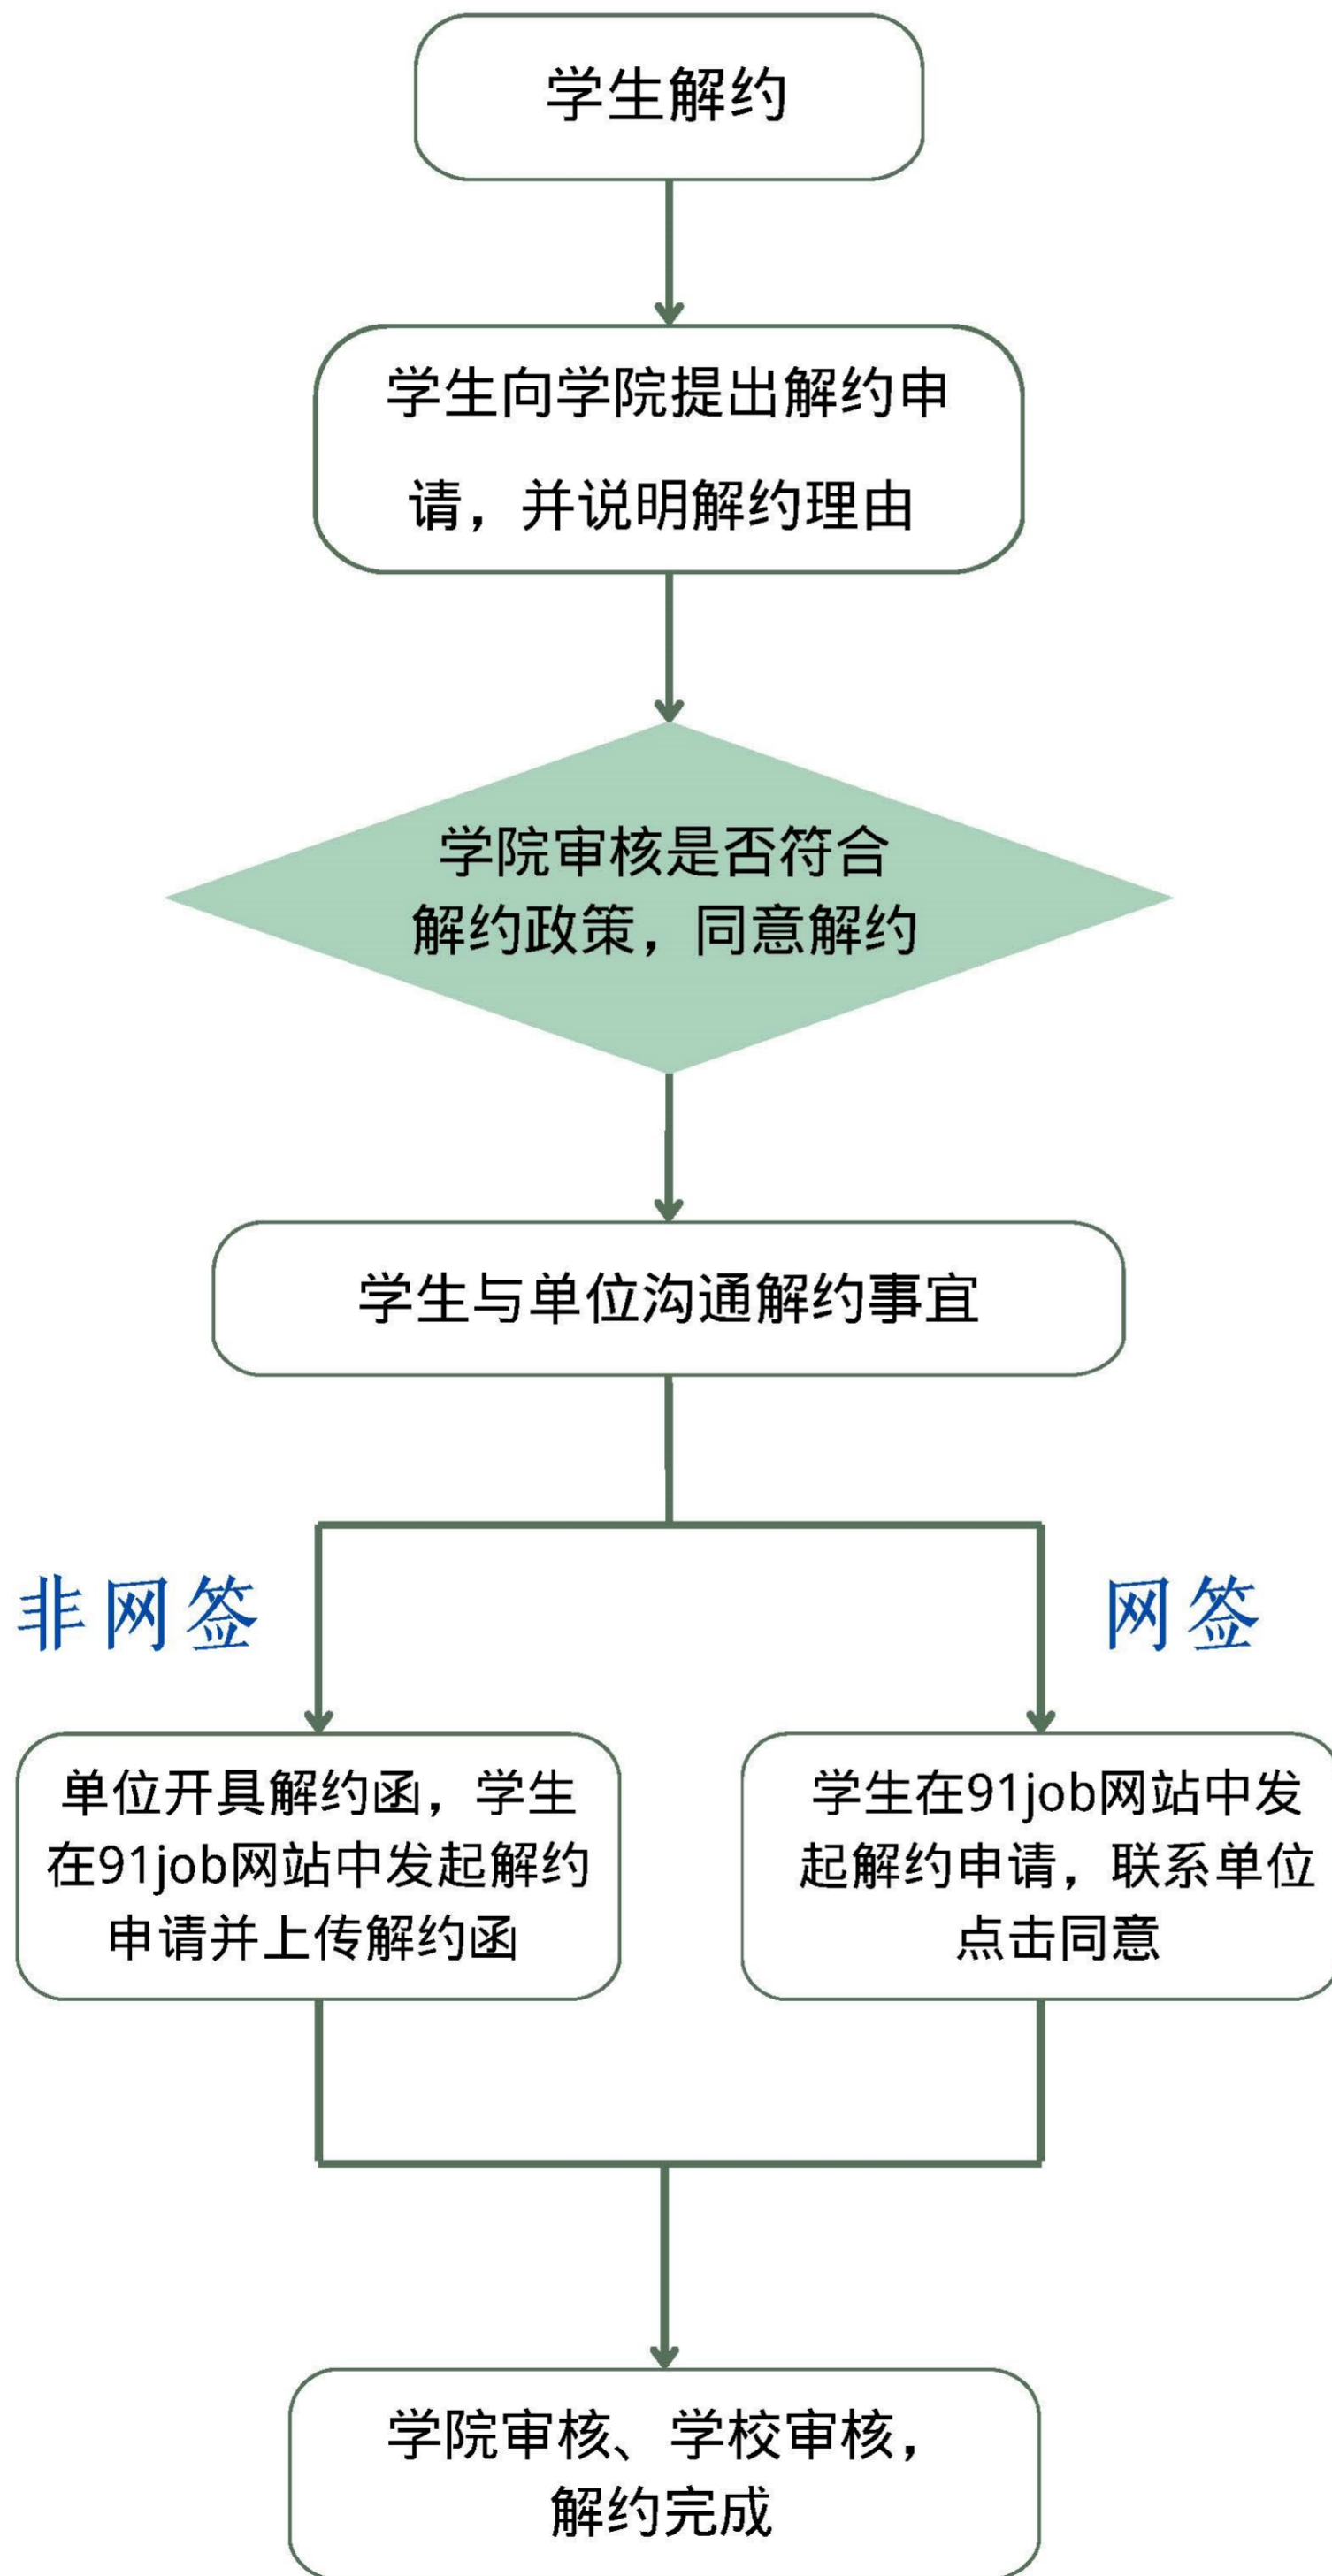 学生解约
学生向学院提出解约申
请，并说明解约理由
学院审核是否符合
解约政策，同意解约
学生与单位沟通解约事宜
非网签
网签
单位开具解约函，学生
在91job网站中发起解约
申请并上传解约函
学生在91job网站中发
起解约申请，联系单位
点击同意
学院审核、学校审核，
解约完成